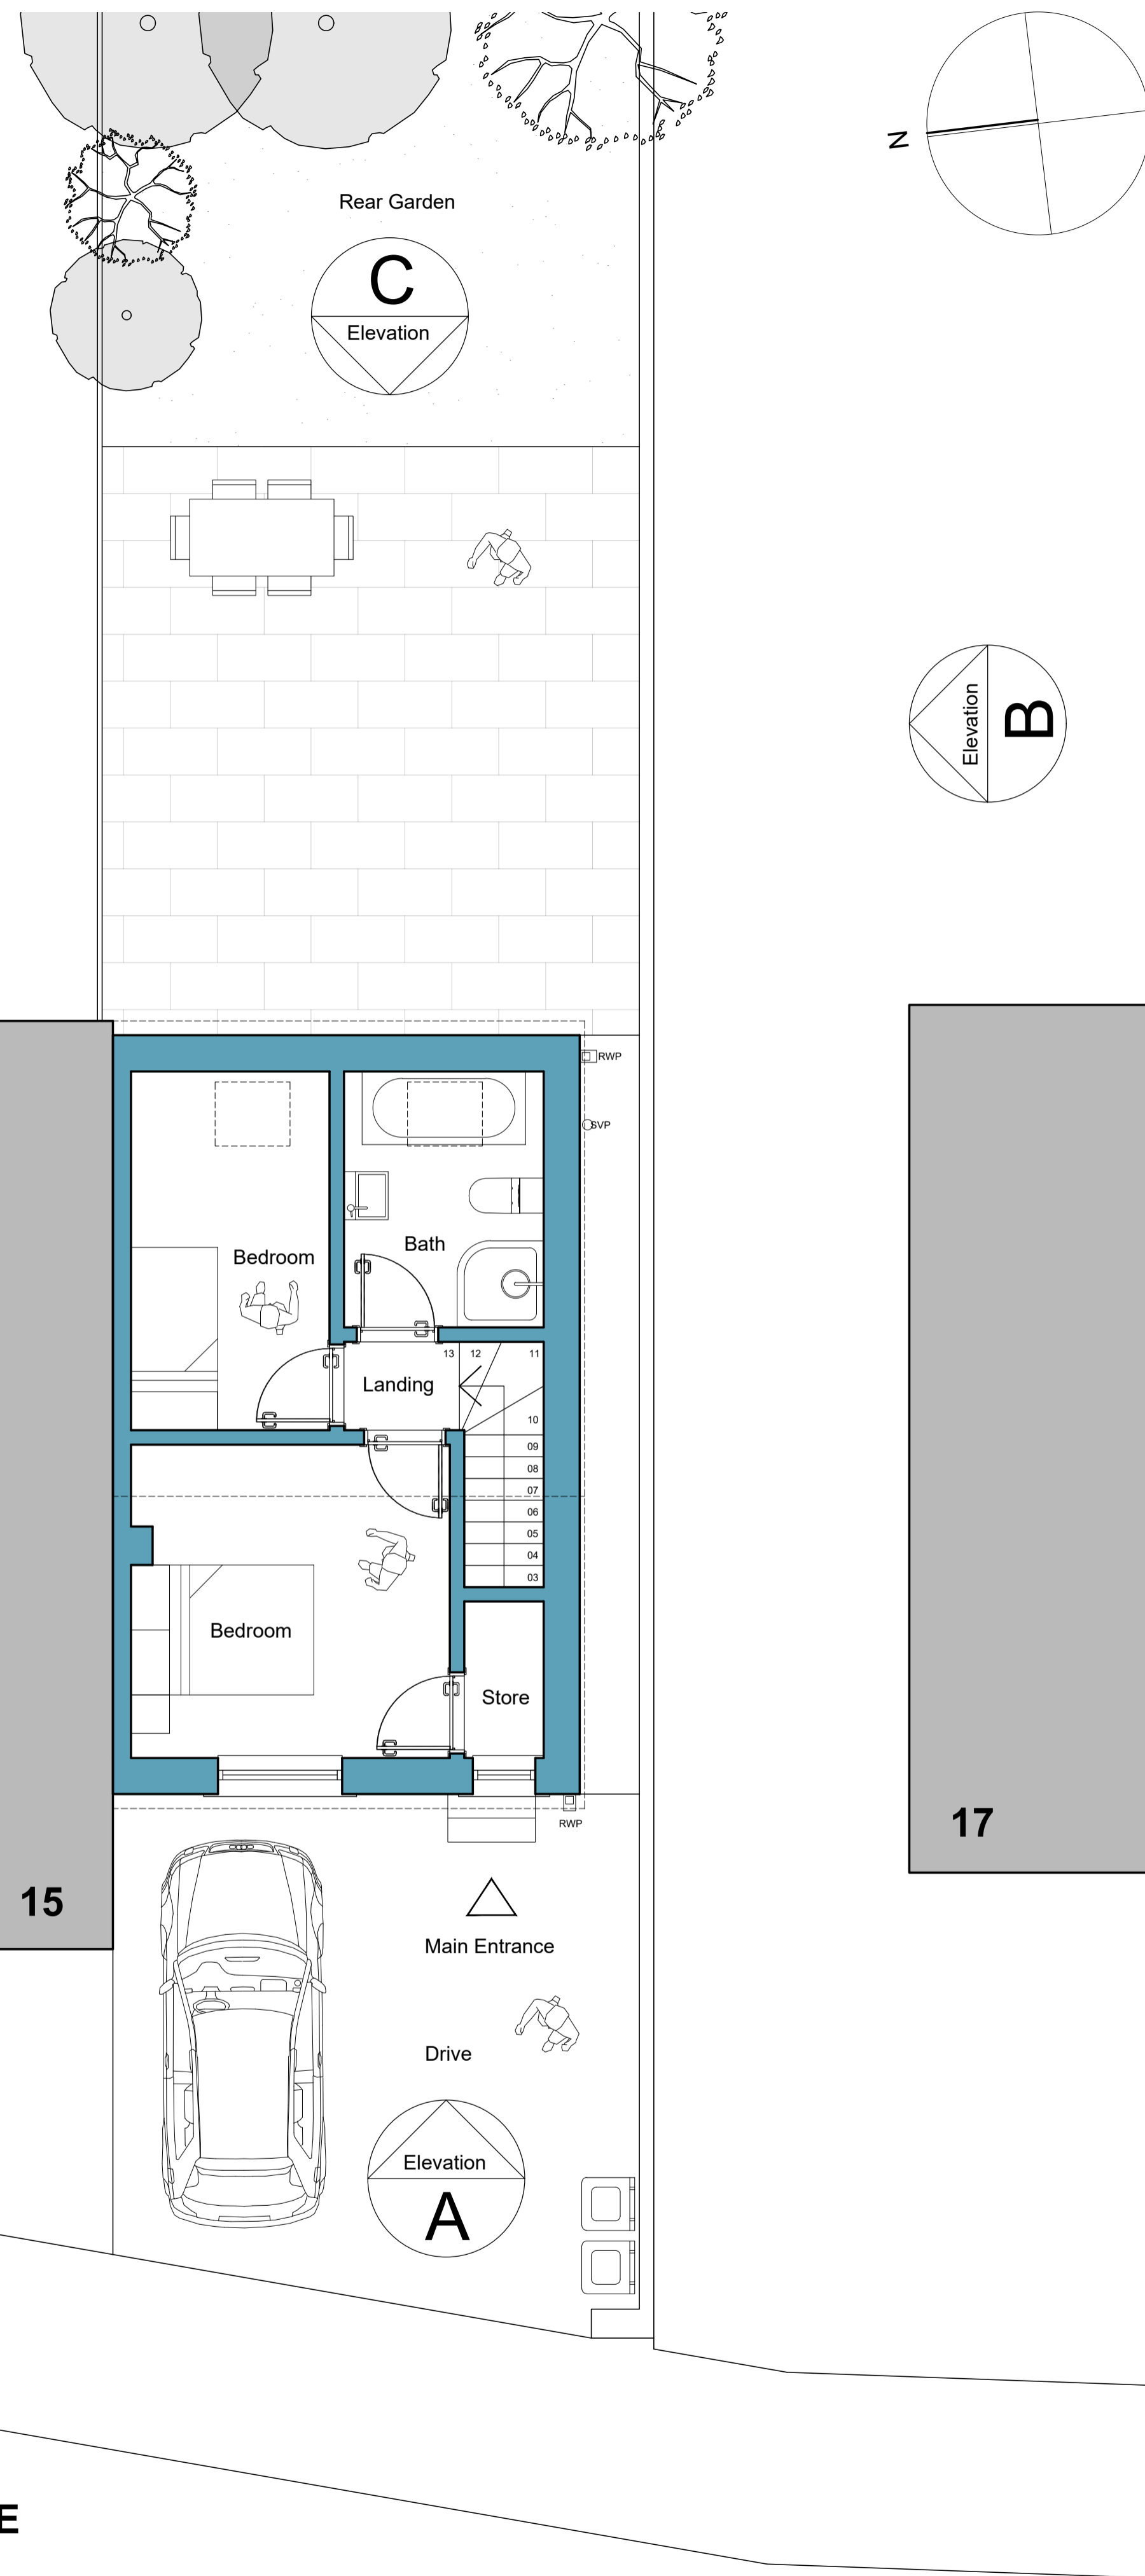 N
Rear Garden
C
Elevation
Elevation
B
RWP
SVP
Bath
Bedroom
13
12
11
Landing
10
09
08
07
06
05
04
03
Bedroom
Store
RWP
17
15
Main Entrance
Drive
Elevation
A
E